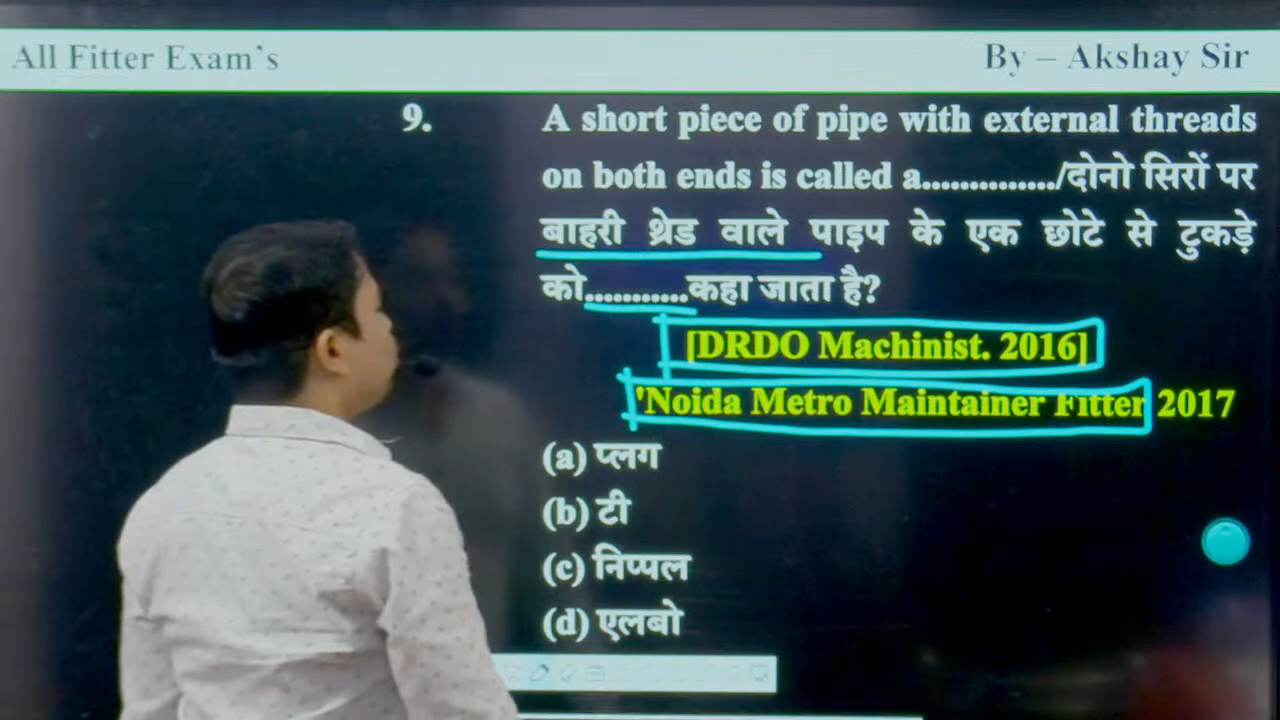 All Fitter Exam's
By – Akshay Sir
9. A short piece of pipe with external threads
on both ends is called a............../दोनो सिरों पर
बाहरी थ्रेड वाले पाइप के एक छोटे से टुकड़े
को...........कहा जाता है?
[DRDO Machinist. 2016]
'Noida Metro Maintainer Fitter 2017
(a) प्लग
(b) टी
(c) निप्पल
(d) एलबो